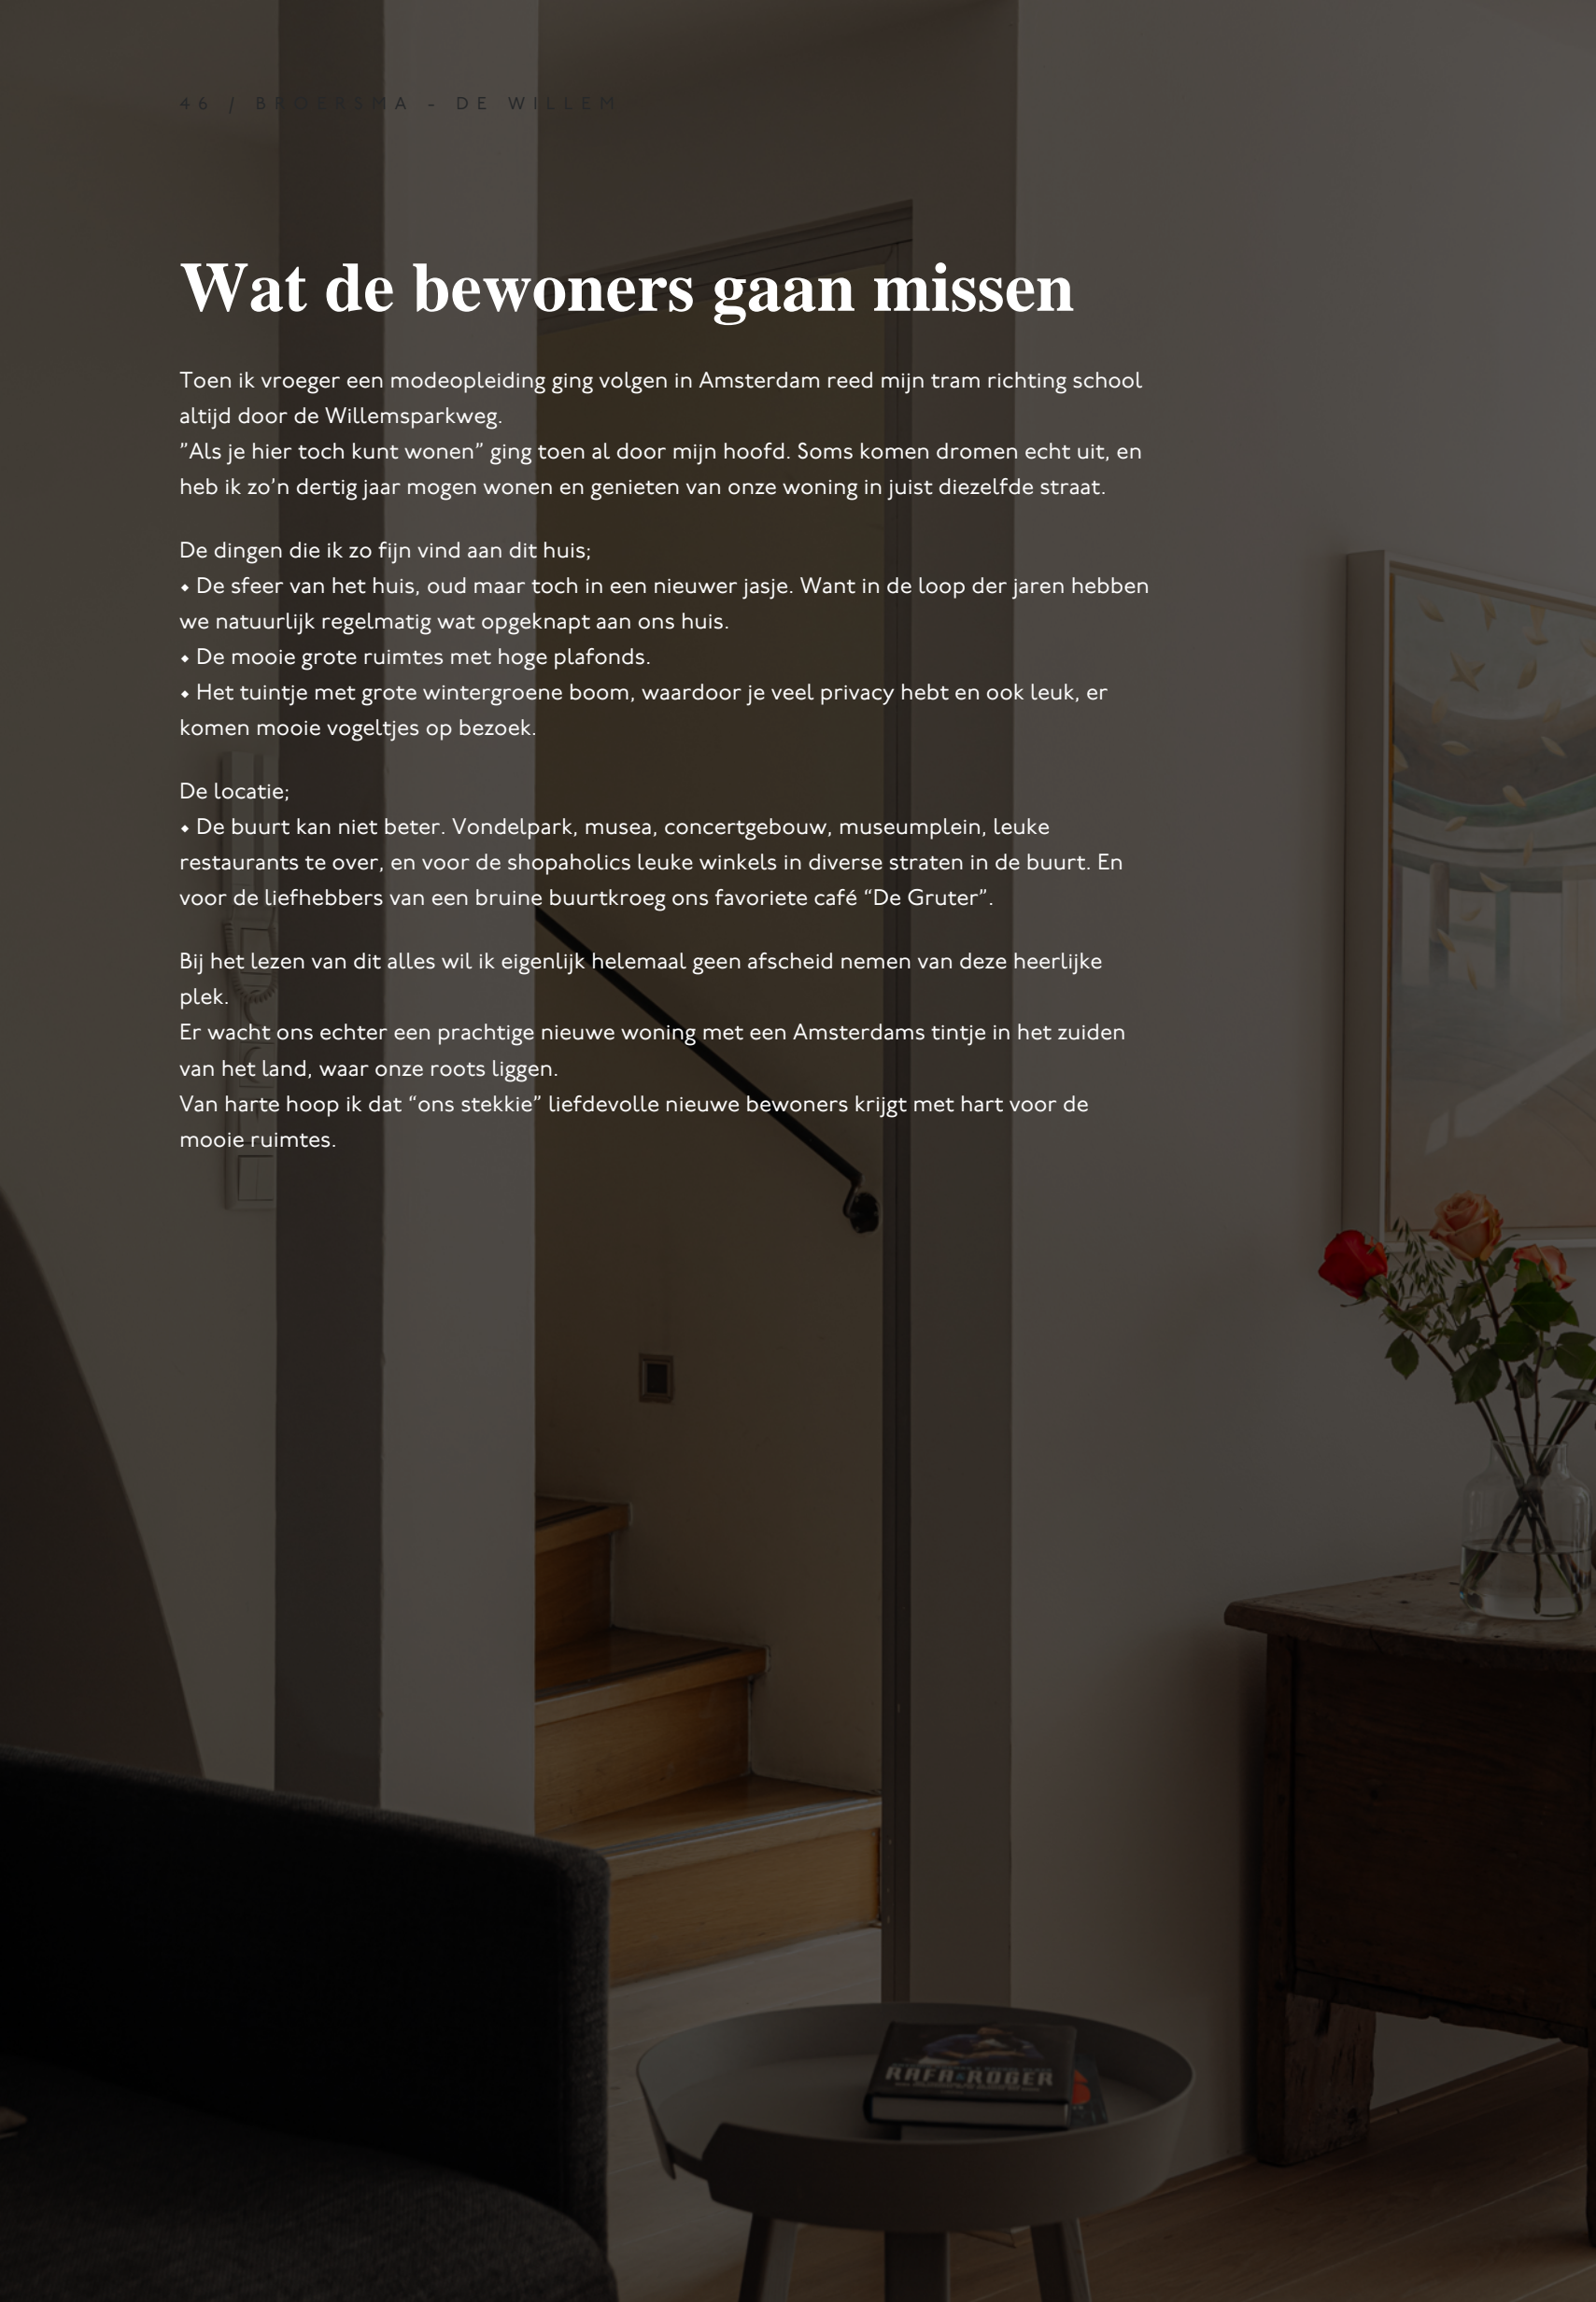 46 / BROERSMA - DE WILLEM
Wat de bewoners gaan missen
Toen ik vroeger een modeopleiding ging volgen in Amsterdam reed mijn tram richting school
altijd door de Willemsparkweg.
”Als je hier toch kunt wonen” ging toen al door mijn hoofd. Soms komen dromen echt uit, en
heb ik zo’n dertig jaar mogen wonen en genieten van onze woning in juist diezelfde straat.
De dingen die ik zo fijn vind aan dit huis;
• De sfeer van het huis, oud maar toch in een nieuwer jasje. Want in de loop der jaren hebben
we natuurlijk regelmatig wat opgeknapt aan ons huis.
• De mooie grote ruimtes met hoge plafonds.
• Het tuintje met grote wintergroene boom, waardoor je veel privacy hebt en ook leuk, er
komen mooie vogeltjes op bezoek.
De locatie;
• De buurt kan niet beter. Vondelpark, musea, concertgebouw, museumplein, leuke
restaurants te over, en voor de shopaholics leuke winkels in diverse straten in de buurt. En
voor de liefhebbers van een bruine buurtkroeg ons favoriete café “De Gruter”.
Bij het lezen van dit alles wil ik eigenlijk helemaal geen afscheid nemen van deze heerlijke
plek.
Er wacht ons echter een prachtige nieuwe woning met een Amsterdams tintje in het zuiden
van het land, waar onze roots liggen.
Van harte hoop ik dat “ons stekkie” liefdevolle nieuwe bewoners krijgt met hart voor de
mooie ruimtes.
RAFA & ROGER